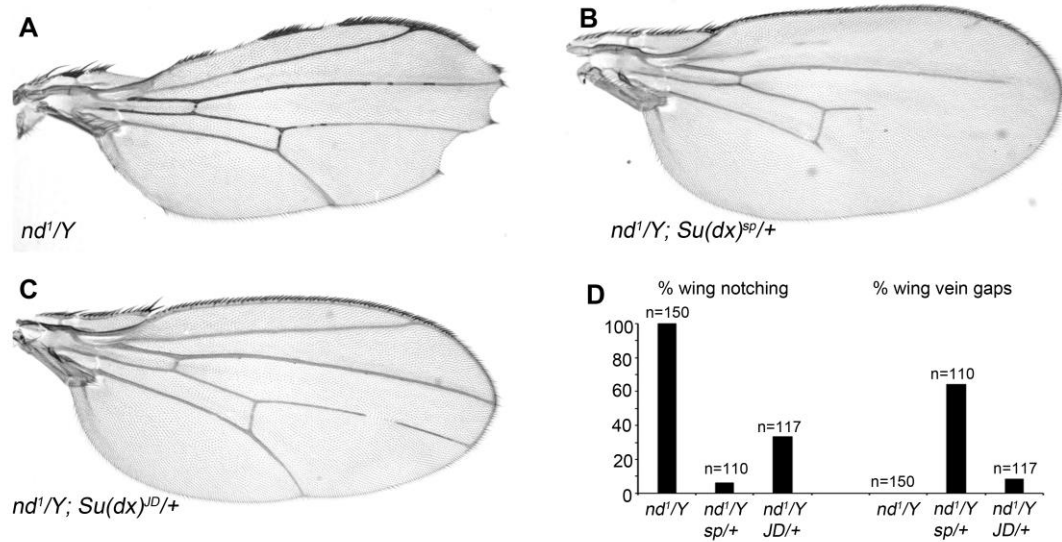 A
nd¹/Y
B
nd¹/Y; Su(dx)ˢᵖ/+
C
nd¹/Y; Su(dx)ᴶᴰ/+
D
% wing notching
% wing vein gaps
n=150
n=110
n=117
n=150
n=110
n=117
100
80
60
40
20
0
nd¹/Y
nd¹/Y
sp/+
nd¹/Y
JD/+
nd¹/Y
nd¹/Y
sp/+
nd¹/Y
JD/+